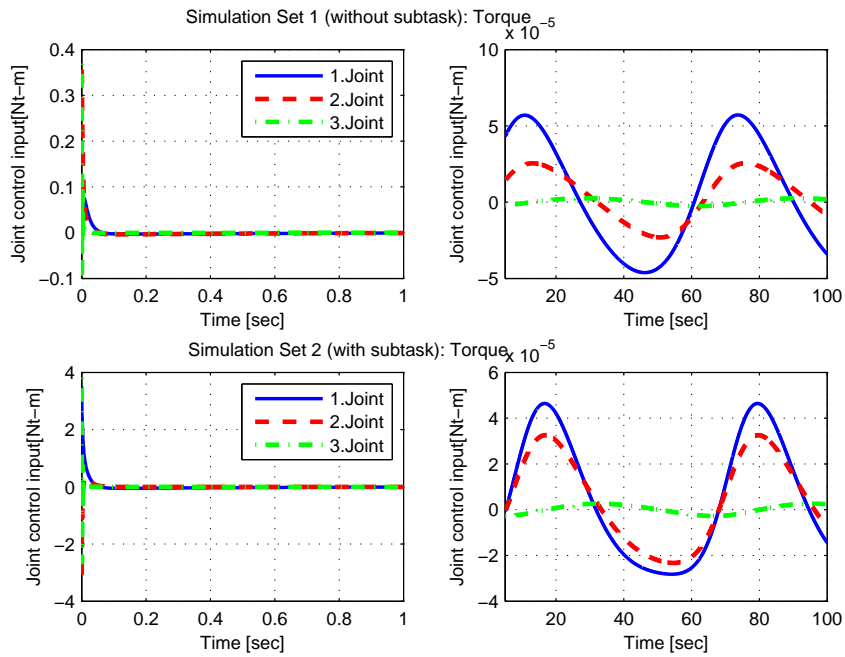 Simulation Set 1 (without subtask): Torque
0.4
0.3
0.2
0.1
0
−0.1
Joint control input[Nt−m]
0
0.2
0.4
0.6
0.8
1
Time [sec]
1.Joint
2.Joint
3.Joint
x 10−5
10
5
0
−5
Joint control input[Nt−m]
20
40
60
80
100
Time [sec]
Simulation Set 2 (with subtask): Torque
4
2
0
−2
−4
Joint control input[Nt−m]
0
0.2
0.4
0.6
0.8
1
Time [sec]
1.Joint
2.Joint
3.Joint
x 10−5
6
4
2
0
−2
−4
Joint control input[Nt−m]
20
40
60
80
100
Time [sec]